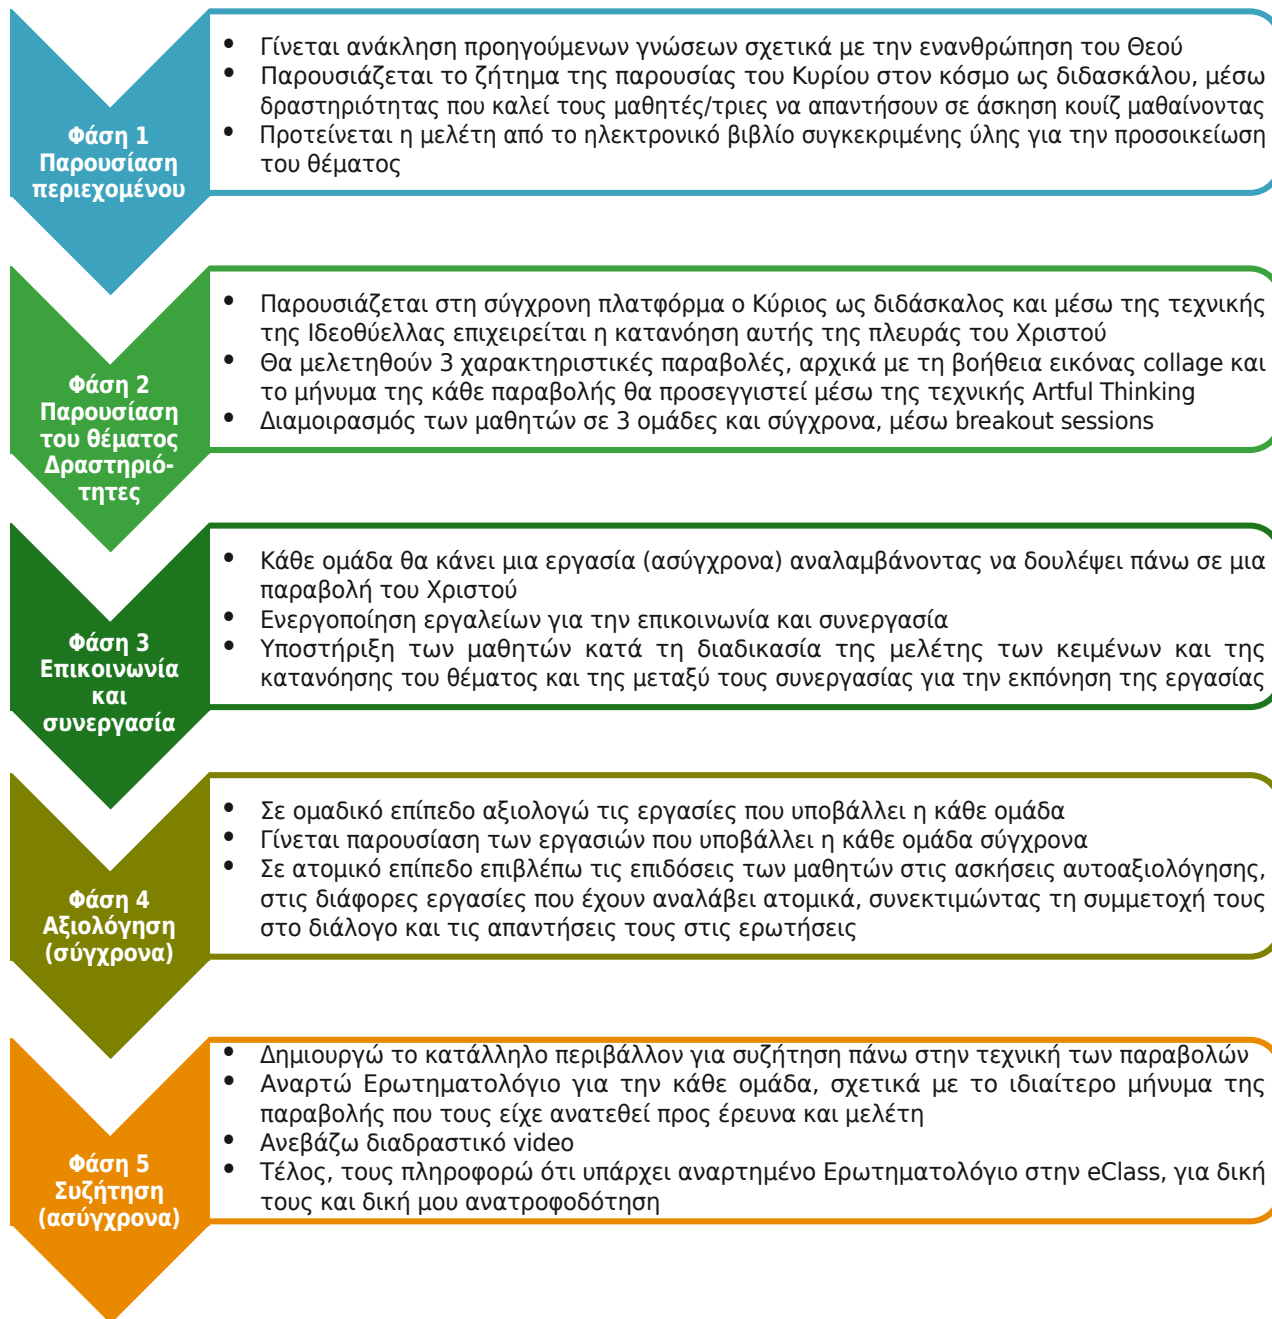 Φάση 1
Παρουσίαση
περιεχομένου
• Γίνεται ανάκληση προηγούμενων γνώσεων σχετικά με την ενανθρώπηση του Θεού
• Παρουσιάζεται το ζήτημα της παρουσίας του Κυρίου στον κόσμο ως διδασκάλου, μέσω
δραστηριότητας που καλεί τους μαθητές/τριες να απαντήσουν σε άσκηση κουίζ μαθαίνοντας
• Προτείνεται η μελέτη από το ηλεκτρονικό βιβλίο συγκεκριμένης ύλης για την προσοικείωση
του θέματος
Φάση 2
Παρουσίαση
του θέματος
Δραστηριό-
τητες
• Παρουσιάζεται στη σύγχρονη πλατφόρμα ο Κύριος ως διδάσκαλος και μέσω της τεχνικής
της Ιδεοθύελλας επιχειρείται η κατανόηση αυτής της πλευράς του Χριστού
• Θα μελετηθούν 3 χαρακτηριστικές παραβολές, αρχικά με τη βοήθεια εικόνας collage και
το μήνυμα της κάθε παραβολής θα προσεγγιστεί μέσω της τεχνικής Artful Thinking
• Διαμοιρασμός των μαθητών σε 3 ομάδες και σύγχρονα, μέσω breakout sessions
Φάση 3
Επικοινωνία
και
συνεργασία
• Κάθε ομάδα θα κάνει μια εργασία (ασύγχρονα) αναλαμβάνοντας να δουλέψει πάνω σε μια
παραβολή του Χριστού
• Ενεργοποίηση εργαλείων για την επικοινωνία και συνεργασία
• Υποστήριξη των μαθητών κατά τη διαδικασία της μελέτης των κειμένων και της
κατανόησης του θέματος και της μεταξύ τους συνεργασίας για την εκπόνηση της εργασίας
Φάση 4
Αξιολόγηση
(σύγχρονα)
• Σε ομαδικό επίπεδο αξιολογώ τις εργασίες που υποβάλλει η κάθε ομάδα
• Γίνεται παρουσίαση των εργασιών που υποβάλλει η κάθε ομάδα σύγχρονα
• Σε ατομικό επίπεδο επιβλέπω τις επιδόσεις των μαθητών στις ασκήσεις αυτοαξιολόγησης,
στις διάφορες εργασίες που έχουν αναλάβει ατομικά, συνεκτιμώντας τη συμμετοχή τους
στο διάλογο και τις απαντήσεις τους στις ερωτήσεις
Φάση 5
Συζήτηση
(ασύγχρονα)
• Δημιουργώ το κατάλληλο περιβάλλον για συζήτηση πάνω στην τεχνική των παραβολών
• Αναρτώ Ερωτηματολόγιο για την κάθε ομάδα, σχετικά με το ιδιαίτερο μήνυμα της
παραβολής που τους είχε ανατεθεί προς έρευνα και μελέτη
• Ανεβάζω διαδραστικό video
• Τέλος, τους πληροφορώ ότι υπάρχει αναρτημένο Ερωτηματολόγιο στην eClass, για δική
τους και δική μου ανατροφοδότηση